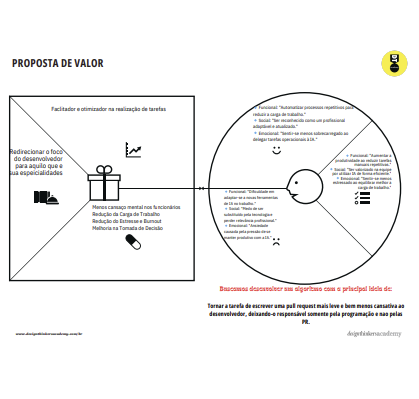 PROPOSTA DE VALOR
Facilitador e otimizador na realização de tarefas
Redirecionar o foco
do desenvolvedor
para aquilo que e
sua especialidades
Menos cansaço mental nos funcionários
Redução da Carga de Trabalho
Redução do Estresse e Burnout
Melhoria na Tomada de Decisão
+ Funcional: "Automatizar processos repetitivos para
reduzir a carga de trabalho."
+ Social: "Ser reconhecido como um profissional
adaptável e atualizado."
+ Emocional: "Sentir-se menos sobrecarregado ao
delegar tarefas operacionais à IA."
+ Funcional: "Aumentar a
produtividade ao reduzir tarefas
manuais repetitivas."
+ Social: "Ser valorizado na equipe
por utilizar IA de forma eficiente."
+ Emocional: "Sentir-se menos
estressado ao equilibrar melhor a
carga de trabalho."
+ Funcional: "Dificuldade em
adaptar-se a novas ferramentas
de IA no trabalho."
+ Social: "Medo de ser
substituído pela tecnologia e
perder relevância profissional."
+ Emocional: "Ansiedade
causada pela pressão de se
manter produtivo com a IA."
Buscamos desenvolver um algoritmo com a principal ideia de:
Tornar a tarefa de escrever uma pull request mais leve e bem menos cansativa ao
desenvolvedor, deixando-o responsável somente pela programação e nao pelas
PR.
www.designthinkersacademy.com/br
designthinkersacademy